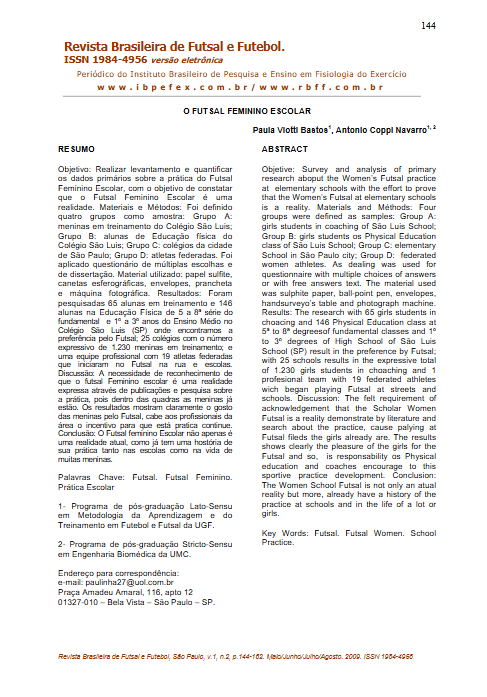 144
Revista Brasileira de Futsal e Futebol.
ISSN 1984-4956 versão eletrônica
Periódico do Instituto Brasileiro de Pesquisa e Ensino em Fisiologia do Exercício
www.ibpefex.com.br/www.rbff.com.br
O FUTSAL FEMININO ESCOLAR
Paula Viotti Bastos¹, Antonio Coppi Navarro¹, ²
RESUMO
Objetivo: Realizar levantamento e quantificar
os dados primários sobre a prática do Futsal
Feminino Escolar, com o objetivo de constatar
que o Futsal Feminino Escolar é uma
realidade. Materiais e Métodos: Foi definido
quatro grupos como amostra: Grupo A:
meninas em treinamento do Colégio São Luís;
Grupo B: alunas de Educação física do
Colégio São Luís; Grupo C: colégios da cidade
de São Paulo; Grupo D: atletas federadas. Foi
aplicado questionário de múltiplas escolhas e
de dissertação. Material utilizado: papel sulfite,
canetas esferográficas, envelopes, prancheta
e máquina fotográfica. Resultados: Foram
pesquisadas 65 alunas em treinamento e 146
alunas na Educação Física de 5 a 8ª série do
fundamental e 1º a 3º anos do Ensino Médio no
Colégio São Luís (SP) onde encontramos a
preferência pelo Futsal; 25 colégios com o número
expressivo de 1.230 meninas em treinamento; e
uma equipe profissional com 19 atletas federadas
que iniciaram no Futsal na rua e escolas.
Discussão: A necessidade de reconhecimento de
que o futsal Feminino escolar é uma realidade
expressa através de publicações e pesquisa sobre
a prática, pois dentro das quadras as meninas já
estão. Os resultados mostram claramente o gosto
das meninas pelo Futsal, cabe aos profissionais da
área o incentivo para que está pratica continue.
Conclusão: O Futsal feminino Escolar não apenas é
uma realidade atual, como já tem uma hostória de
sua prática tanto nas escolas como na vida de
muitas meninas.
Palavras Chave: Futsal. Futsal Feminino.
Prática Escolar
1- Programa de pós-graduação Lato-Sensu
em Metodologia da Aprendizagem e do
Treinamento em Futebol e Futsal da UGF.
2- Programa de pós-graduação Stricto-Sensu
em Engenharia Biomédica da UMC.
Endereço para correspondência:
e-mail: paulinha27@uol.com.br
Praça Amadeu Amaral, 116, apto 12
01327-010 – Bela Vista – São Paulo – SP.
ABSTRACT
Objetive: Survey and analysis of primary
research aboput the Women´s Futsal practice
at elementary schools with the effort to prove
that the Women's Futsal at elementary schools
is a reality. Materials and Méthods: Four
groups were defined as samples: Group A:
girls students in coaching of São Luis School;
Group B: girls students os Physical Education
class of São Luis School; Group C: elementary
School in São Paulo city; Group D: federated
women athletes. As dealing was used for
questionnaire with multiple choices of answers
or with free answers text. The material used
was sulphite paper, ball-point pen, envelopes,
handsurveyo's table and photograph machine.
Results: The research with 65 girls students in
choacing and 146 Physical Education class at
5ª to 8ª degreesof fundamental classes and 1º
to 3º degrees of High School of São Luis
School (SP) result in the preference by Futsal;
with 25 schools results in the expressive total
of 1.230 girls students in choaching and 1
profesional team with 19 federated athletes
wich began playing Futsal at streets and
schools. Discussion: The felt requirement of
acknowledgement that the Scholar Women
Futsal is a reality demonstrate by literature and
search about the practice, cause palying at
Futsal fileds the girls already are. The results
shows clearly the pleasure of the girls for the
Futsal and so, is responsability os Physical
education and coaches encourage to this
sportive practice development. Conclusion:
The Women School Futsal is not only an atual
reality but more, already have a history of the
practice at schools and in the life of a lot or
girls.
Key Words: Futsal. Futsal Women. School
Practice.
Revista Brasileira de Futsal e Futebol, São Paulo, v.1, n.2, p.144-162. Maio/Junho/Julho/Agosto. 2009. ISSN 1984-4956.